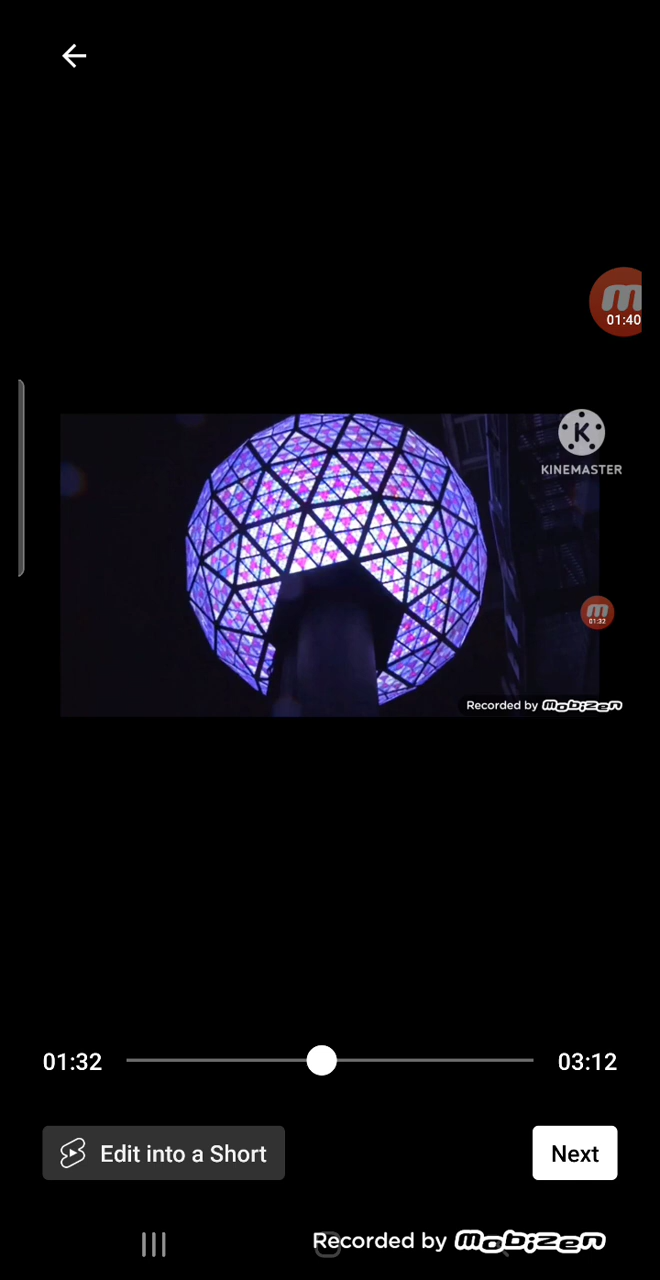 m
01:40
K
KINEMASTER
m
01:32
Recorded by mobizen
01:32
03:12
Edit into a Short
Next
Recorded by mobizen